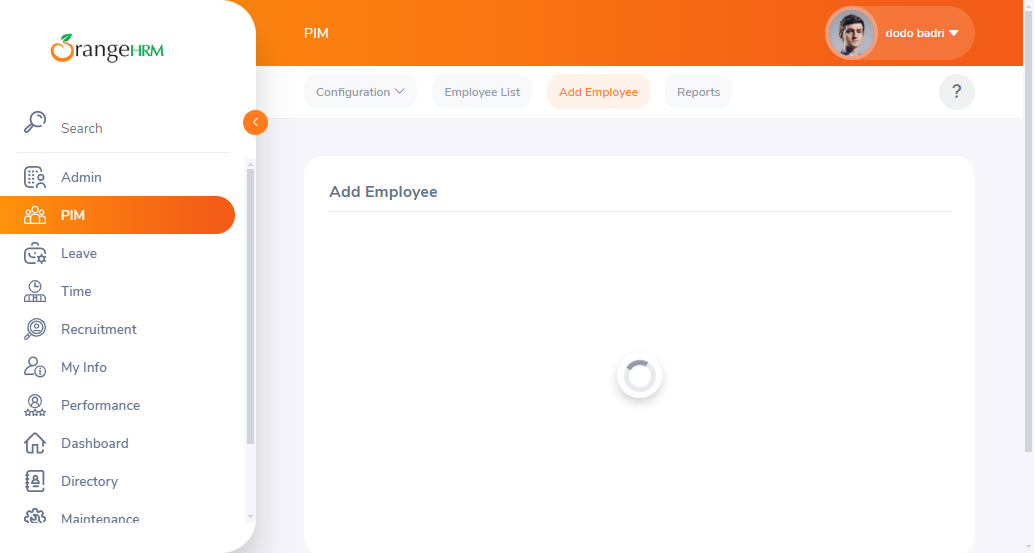 OrangeHRM
PIM
dodo badri
Configuration
Employee List
Add Employee
Reports
?
Search
Admin
PIM
Leave
Time
Recruitment
My Info
Performance
Dashboard
Directory
Maintenance
Add Employee